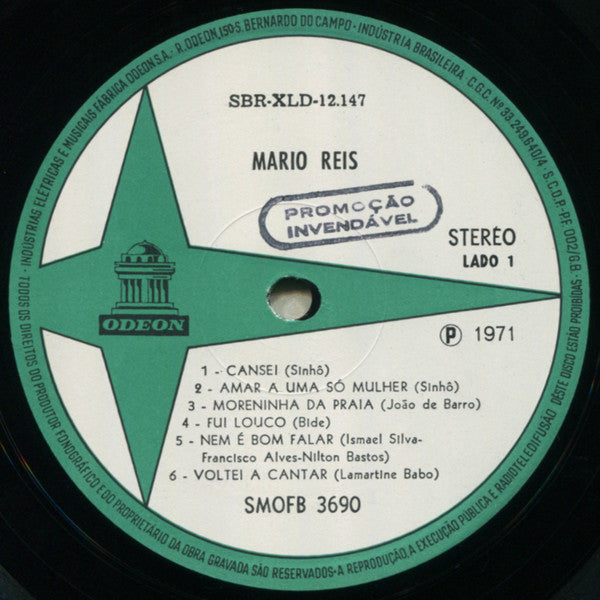 INDÚSTRIAS ELÉTRICAS E MUSICAIS FÁBRICA ODEON,S.A.: R. ODEON,150-S. BERNARDO DO CAMPO • INDÚSTRIA BRASILEIRA • C.G.C. Nº 33.249.640/4 • S.C.D.P.-PF 002/G.B.
SBR-XLD-12.147
MARIO REIS
PROMOÇÃO
INVENDÁVEL
STERÉO
LADO 1
ODEON
P 1971
1 - CANSEI (Sinhô)
2 - AMAR A UMA SÓ MULHER (Sinhô)
3 - MORENINHA DA PRAIA (João de Barro)
4 - FUI LOUCO (Bide)
5 - NEM É BOM FALAR (Ismael Silva-
Francisco Alves-Nilton Bastos)
6 - VOLTEI A CANTAR (Lamartine Babo)
SMOFB 3690
TODOS OS DIREITOS DO PRODUTOR FONOGRÁFICO E DO PROPRIETÁRIO DA OBRA GRAVADA SÃO RESERVADOS • A REPRODUÇÃO, A EXECUÇÃO PÚBLICA E RADIOTELEDIFUSÃO DÊSTE DISCO ESTÃO PROIBIDAS •